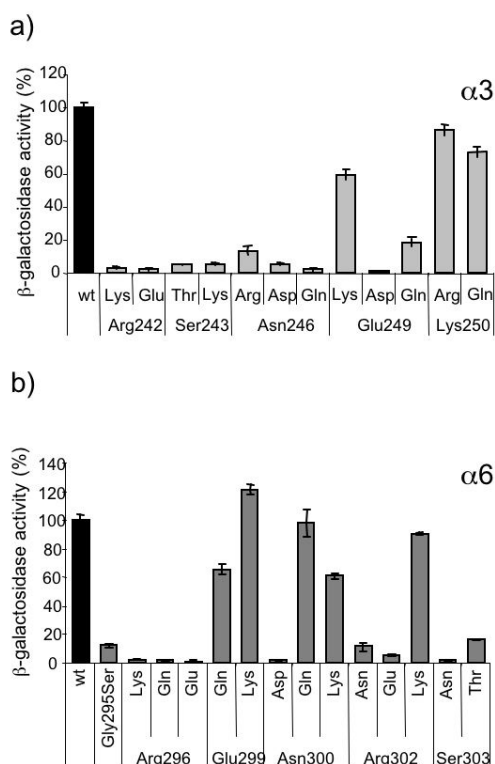 a)
α3
β-galactosidase activity (%)
120
100
80
60
40
20
0
wt Lys Glu Thr Lys Arg Asp Gln Lys Asp Gln Arg Gln
Arg242 Ser243 Asn246 Glu249 Lys250
b)
α6
β-galactosidase activity (%)
140
120
100
80
60
40
20
0
wt Gly295Ser Lys Gln Glu Gln Lys Asp Gln Lys Asn Glu Lys Asn Thr
Arg296 Glu299 Asn300 Arg302 Ser303